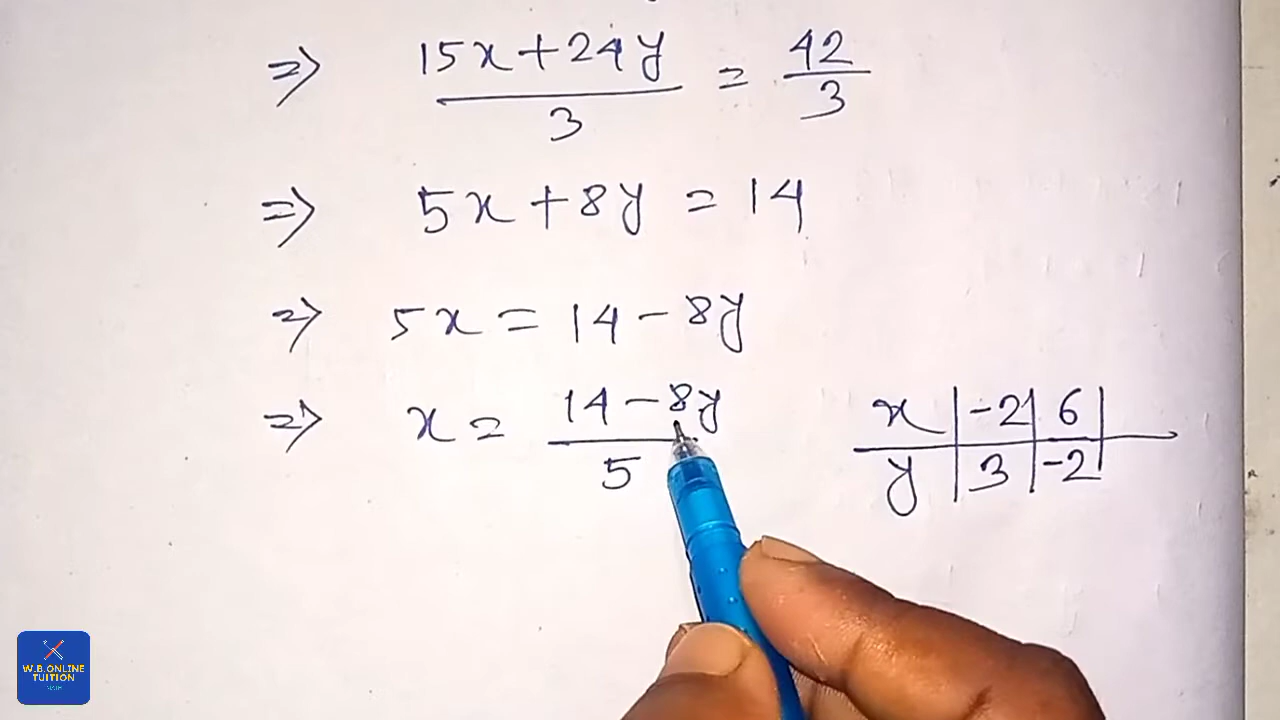 => (15x+24y)/3 = 42/3
=> 5x+8y = 14
=> 5x = 14-8y
=> x = (14-8y)/5
x | -2 | 6 |
y | 3 | -2 |
W.B.ONLINE
TUITION
MATH